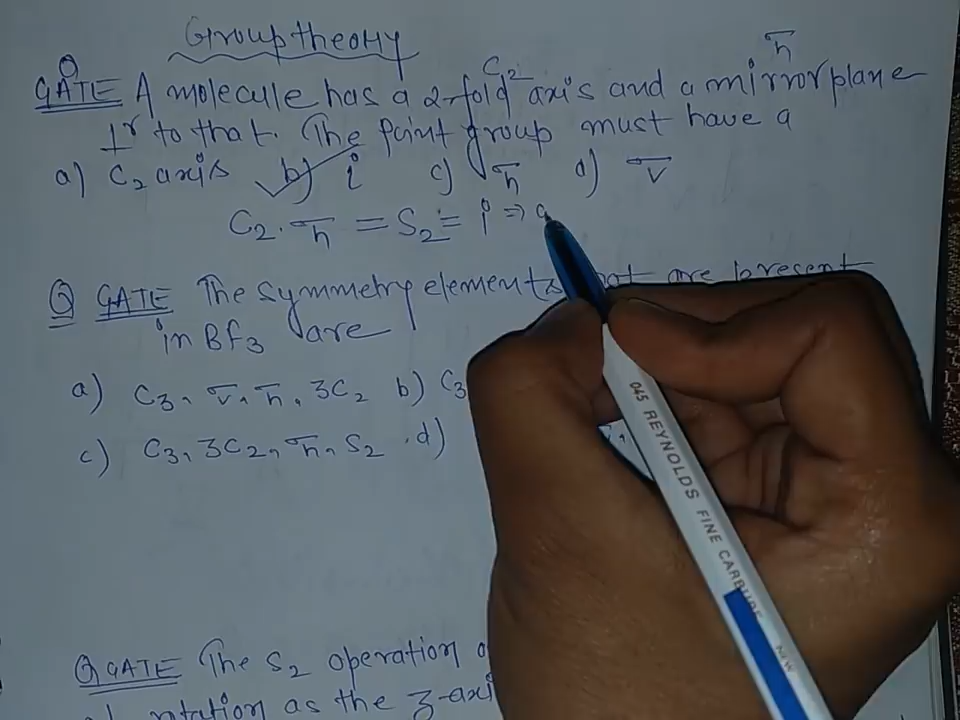 Group theory
σh
Q GATE A molecule has a 2-fold C2 axis and a mirror plane
⊥r to that. The point group must have a
a) C2 axis b) i c) σh d) σv
C2 . σh = S2 = i ⇒
Q GATE The symmetry elements that are present
in BF3 are
a) C3, σv, σh, 3C2 b) C3
c) C3, 3C2, σh, S2 d)
Q GATE The S2 operation
rotation as the z-axi
045 REYNOLDS FINE CARBURE